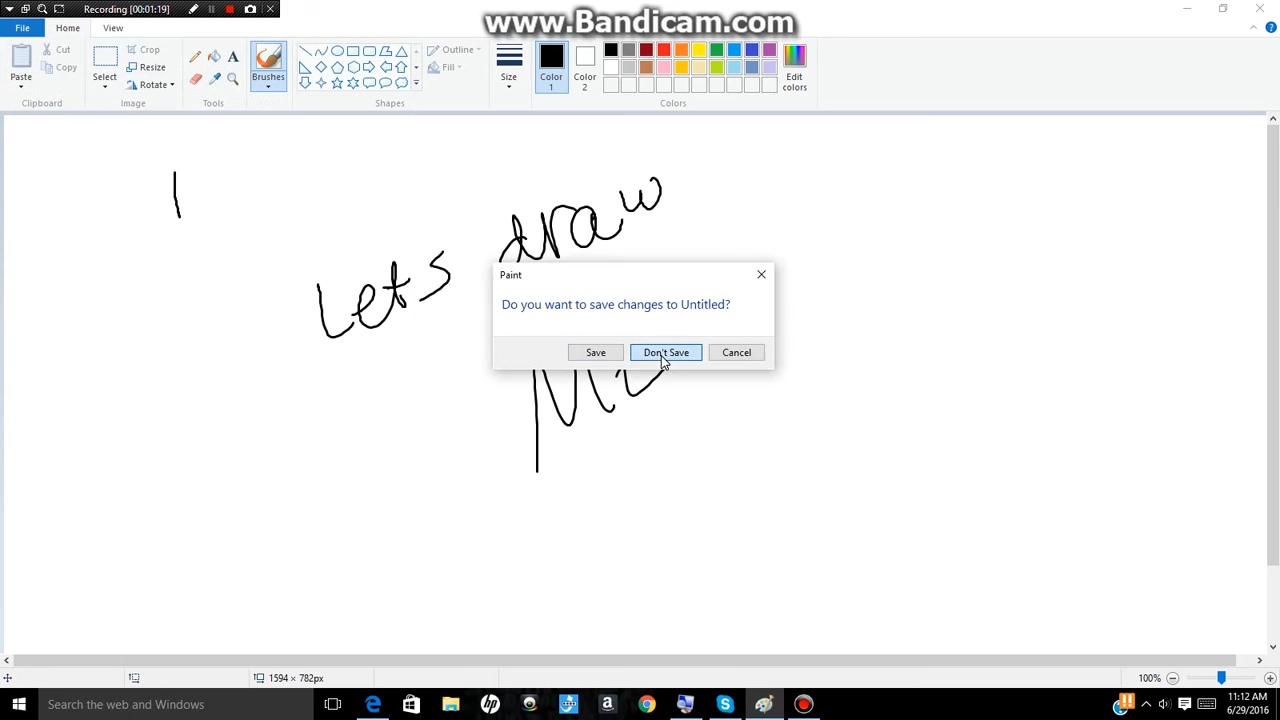 www.Bandicam.com
Recording [00:01:19]
File Home View
Paste Cut Copy Clipboard
Select Crop Resize Rotate Image
Tools
Brushes
Outline Fill Shapes
Size
Color 1
Color 2
Edit colors
Colors
Lets draw
Paint
Do you want to save changes to Untitled?
Save Don't Save Cancel
1594 × 782px
100%
Search the web and Windows
11:12 AM
6/29/2016